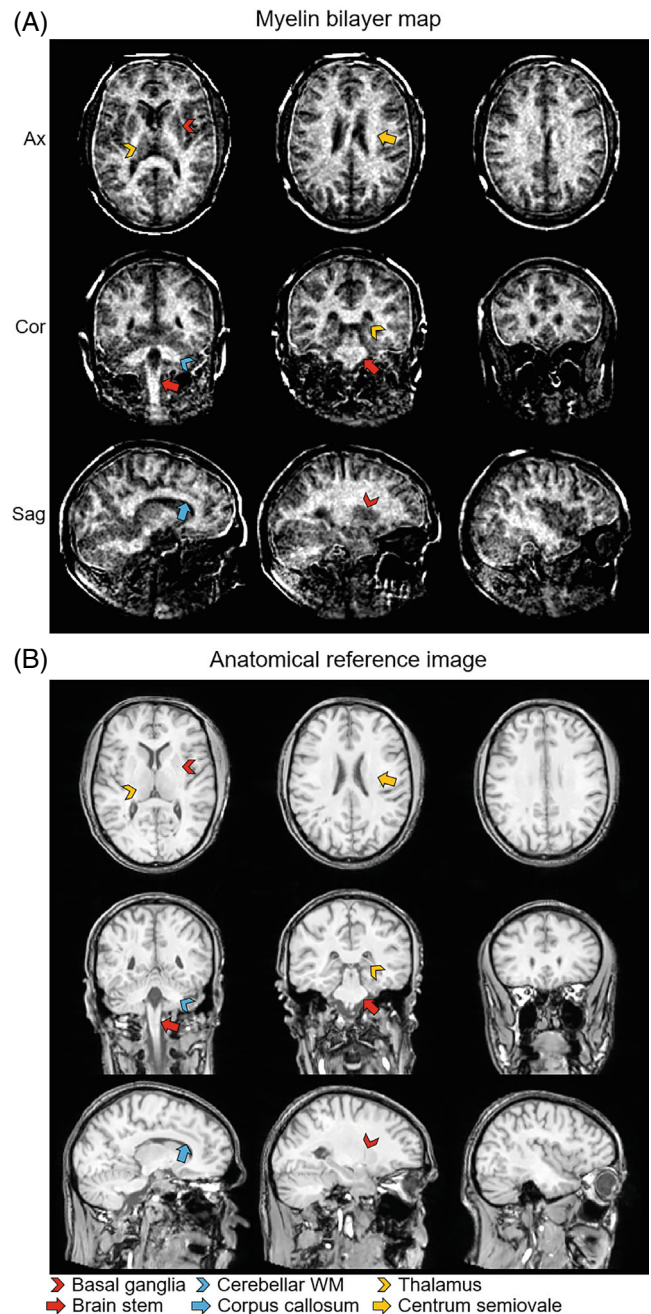 (A) Myelin bilayer map
Ax
Cor
Sag
(B) Anatomical reference image
Basal ganglia Cerebellar WM Thalamus
Brain stem Corpus callosum Centrum semiovale